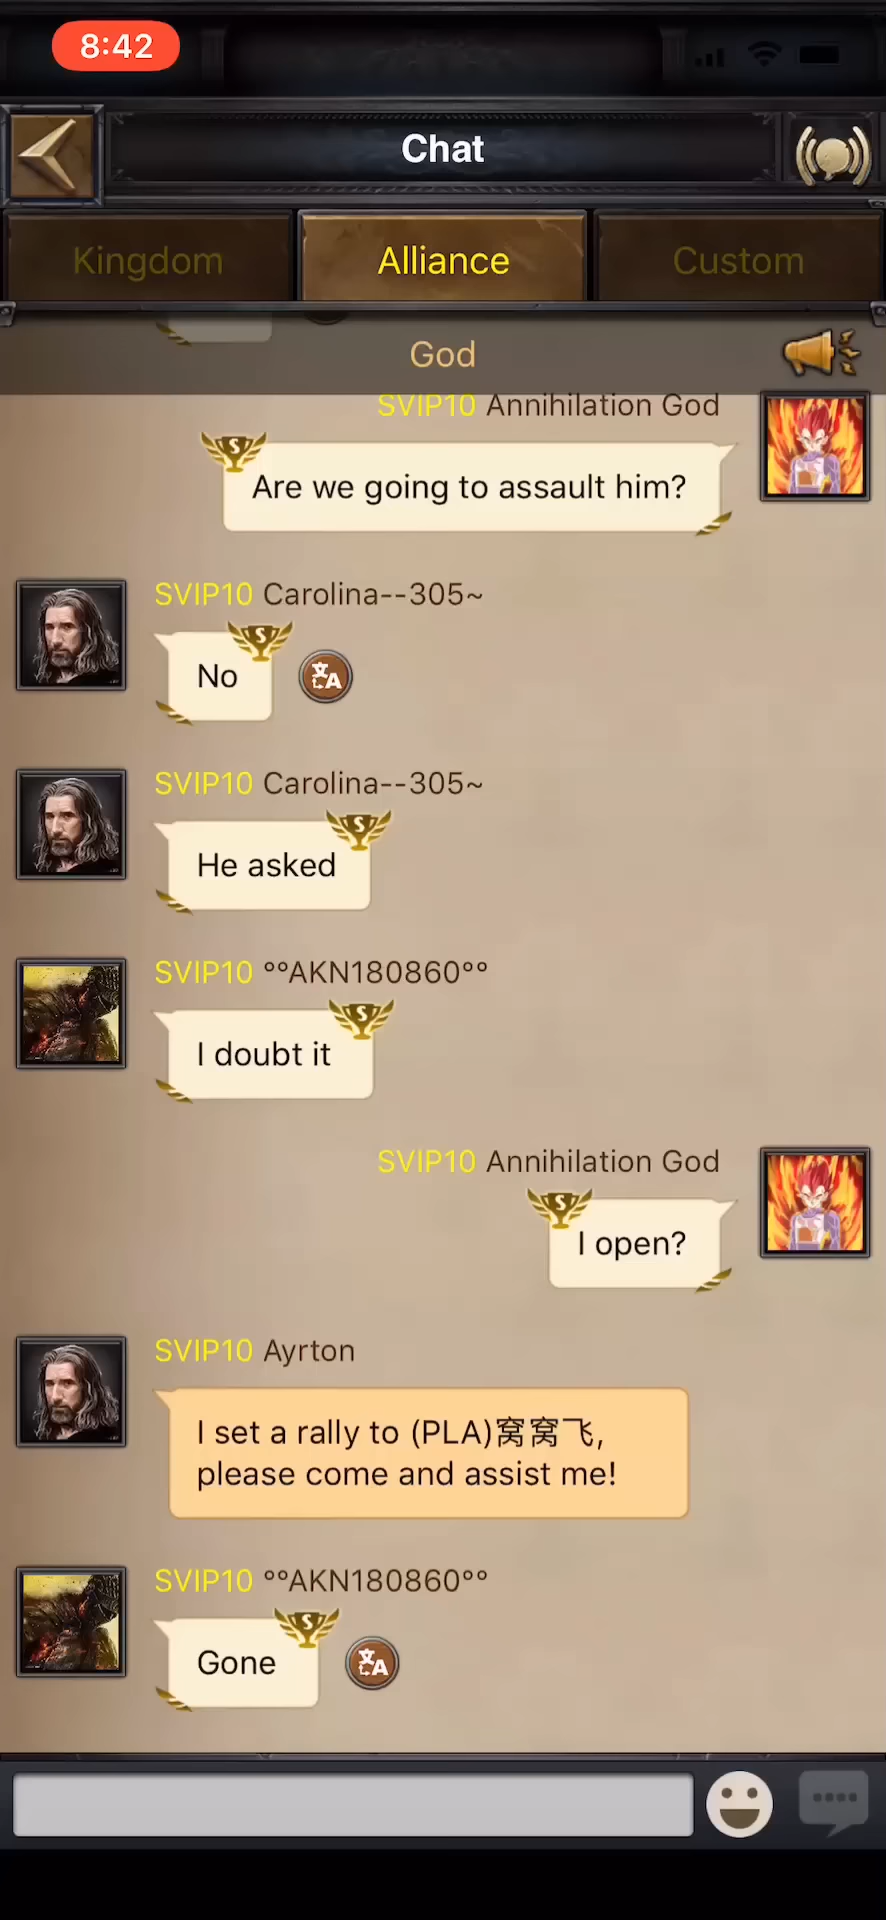 8:42
Chat
Kingdom
Alliance
Custom
God
SVIP10 Annihilation God
Are we going to assault him?
SVIP10 Carolina--305~
No
SVIP10 Carolina--305~
He asked
SVIP10 °°AKN180860°°
I doubt it
SVIP10 Annihilation God
I open?
SVIP10 Ayrton
I set a rally to (PLA)窝窝飞,
please come and assist me!
SVIP10 °°AKN180860°°
Gone